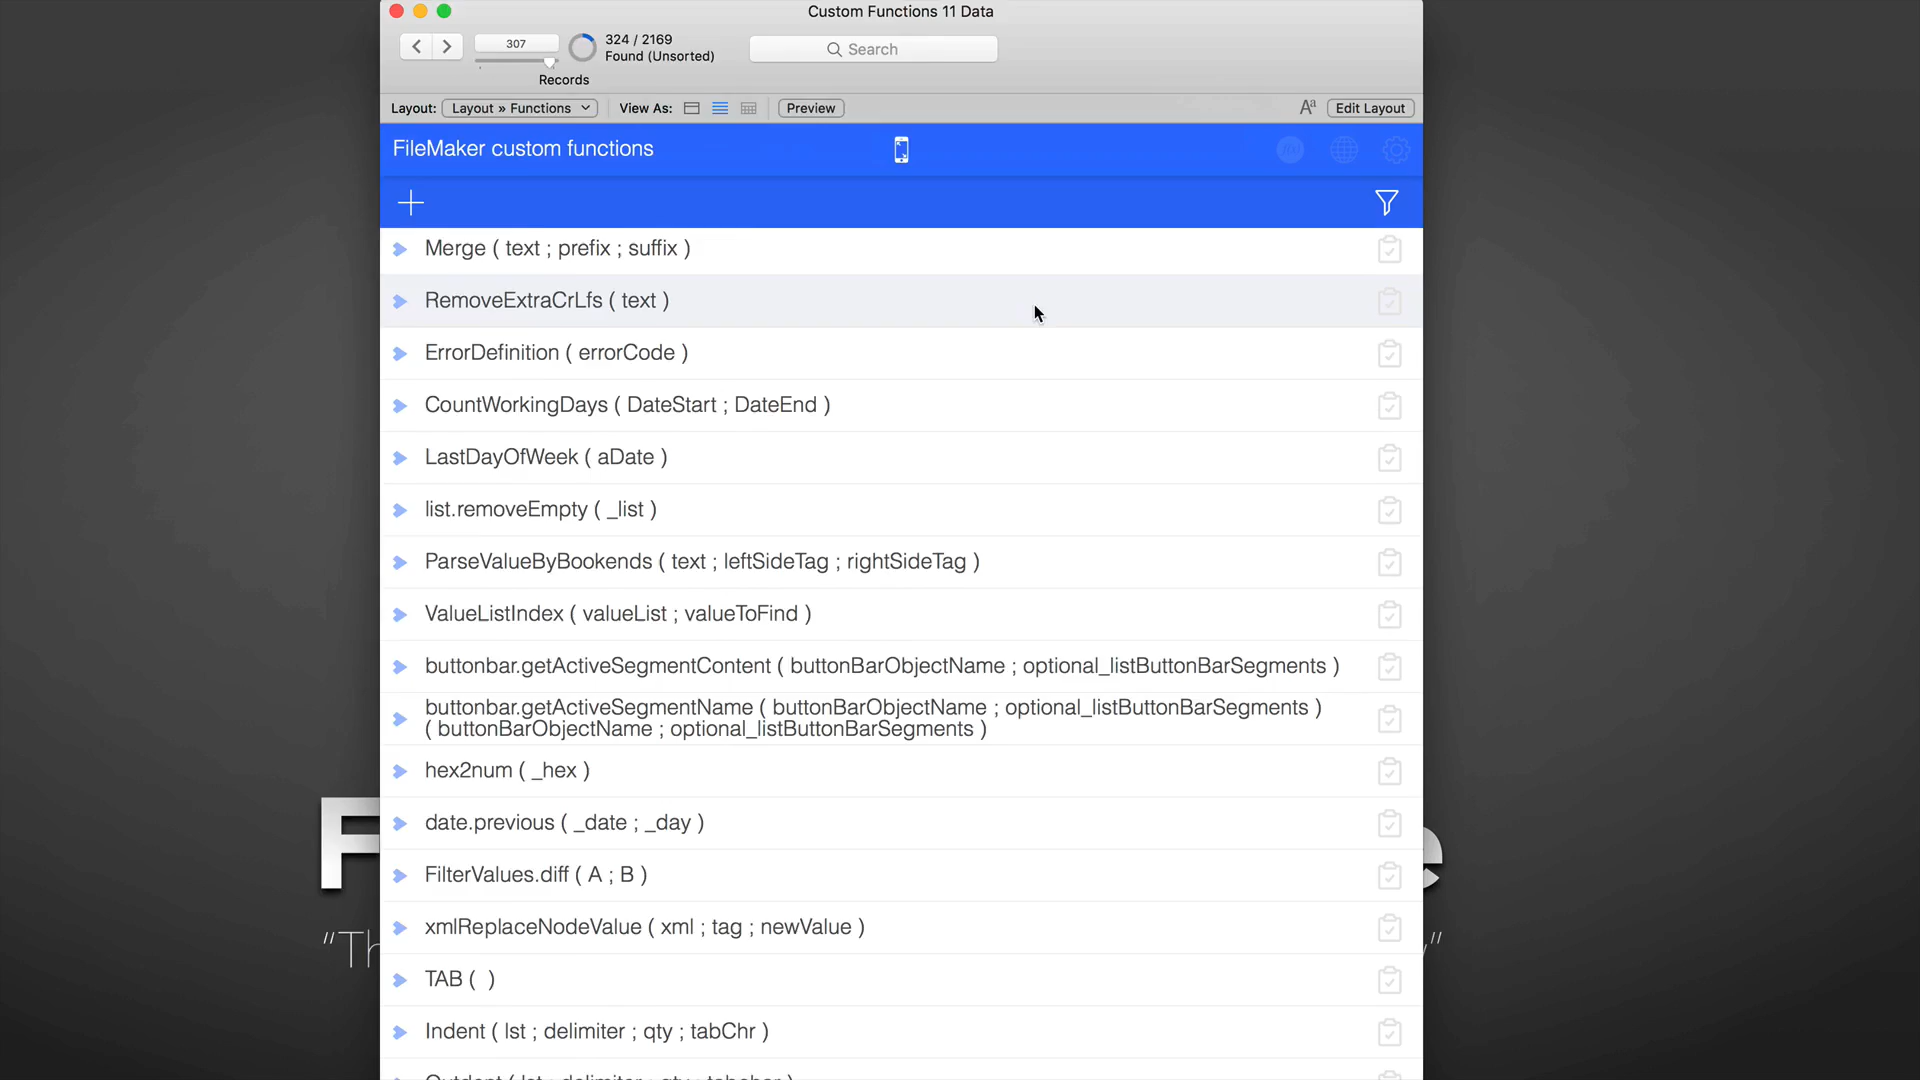 Custom Functions 11 Data
307
324 / 2169
Found (Unsorted)
Search
Records
Layout:
Layout » Functions
View As:
Preview
Aa
Edit Layout
FileMaker custom functions
Merge ( text ; prefix ; suffix )
RemoveExtraCrLfs ( text )
ErrorDefinition ( errorCode )
CountWorkingDays ( DateStart ; DateEnd )
LastDayOfWeek ( aDate )
list.removeEmpty ( _list )
ParseValueByBookends ( text ; leftSideTag ; rightSideTag )
ValueListIndex ( valueList ; valueToFind )
buttonbar.getActiveSegmentContent ( buttonBarObjectName ; optional_listButtonBarSegments )
buttonbar.getActiveSegmentName ( buttonBarObjectName ; optional_listButtonBarSegments )
( buttonBarObjectName ; optional_listButtonBarSegments )
hex2num ( _hex )
date.previous ( _date ; _day )
F
e
FilterValues.diff ( A ; B )
xmlReplaceNodeValue ( xml ; tag ; newValue )
"Th
"
TAB (  )
Indent ( lst ; delimiter ; qty ; tabChr )